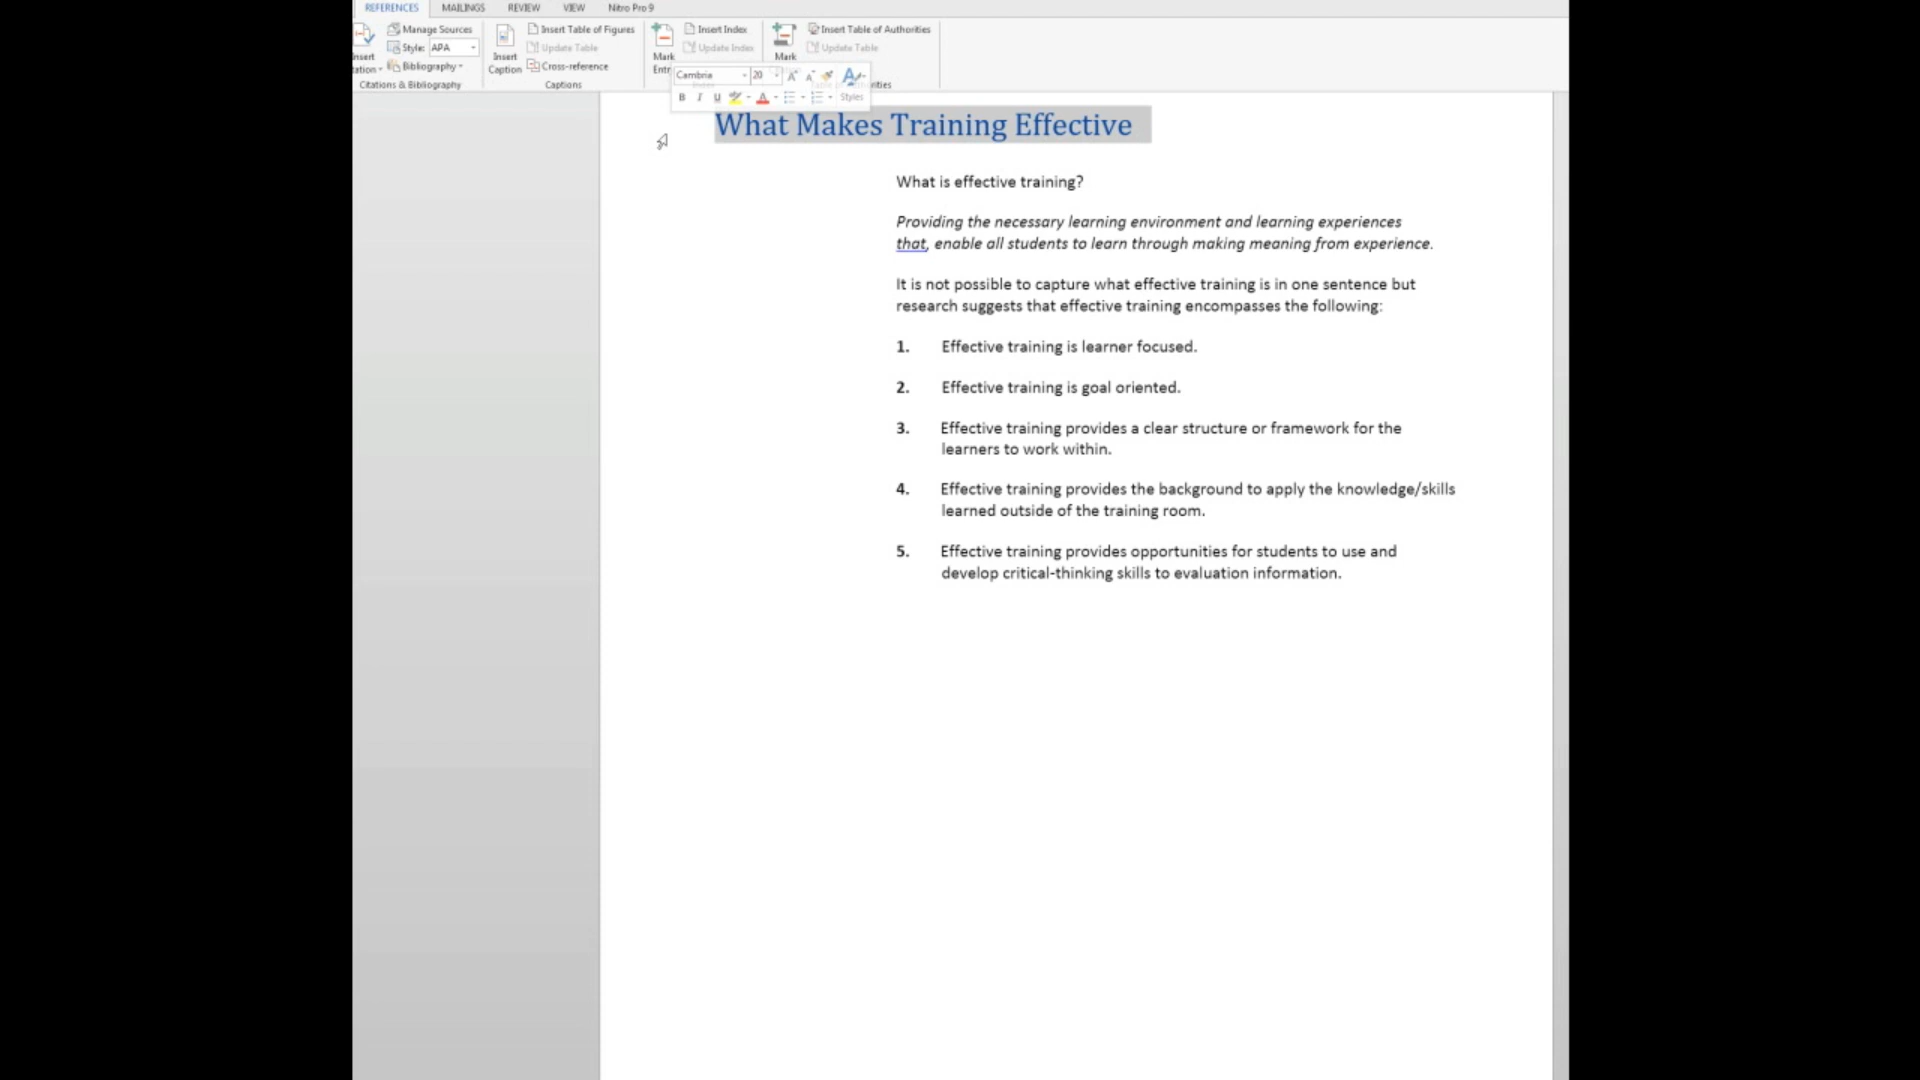 REFERENCES MAILINGS REVIEW VIEW Nitro Pro 9
Manage Sources Insert Table of Figures Insert Index Insert Table of Authorities
Style: APA Update Table Update Index Update Table
Insert Mark Mark
Bibliography Caption Cross-reference
Cambria 20
Citations & Bibliography Captions
B I U Styles
What Makes Training Effective
What is effective training?
Providing the necessary learning environment and learning experiences
that, enable all students to learn through making meaning from experience.
It is not possible to capture what effective training is in one sentence but
research suggests that effective training encompasses the following:
1. Effective training is learner focused.
2. Effective training is goal oriented.
3. Effective training provides a clear structure or framework for the
learners to work within.
4. Effective training provides the background to apply the knowledge/skills
learned outside of the training room.
5. Effective training provides opportunities for students to use and
develop critical-thinking skills to evaluation information.